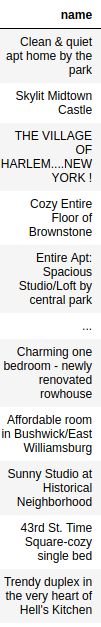 name
Clean & quiet
apt home by the
park
Skylit Midtown
Castle
THE VILLAGE
OF
HARLEM....NEW
YORK !
Cozy Entire
Floor of
Brownstone
Entire Apt:
Spacious
Studio/Loft by
central park
...
Charming one
bedroom - newly
renovated
rowhouse
Affordable room
in Bushwick/East
Williamsburg
Sunny Studio at
Historical
Neighborhood
43rd St. Time
Square-cozy
single bed
Trendy duplex in
the very heart of
Hell's Kitchen